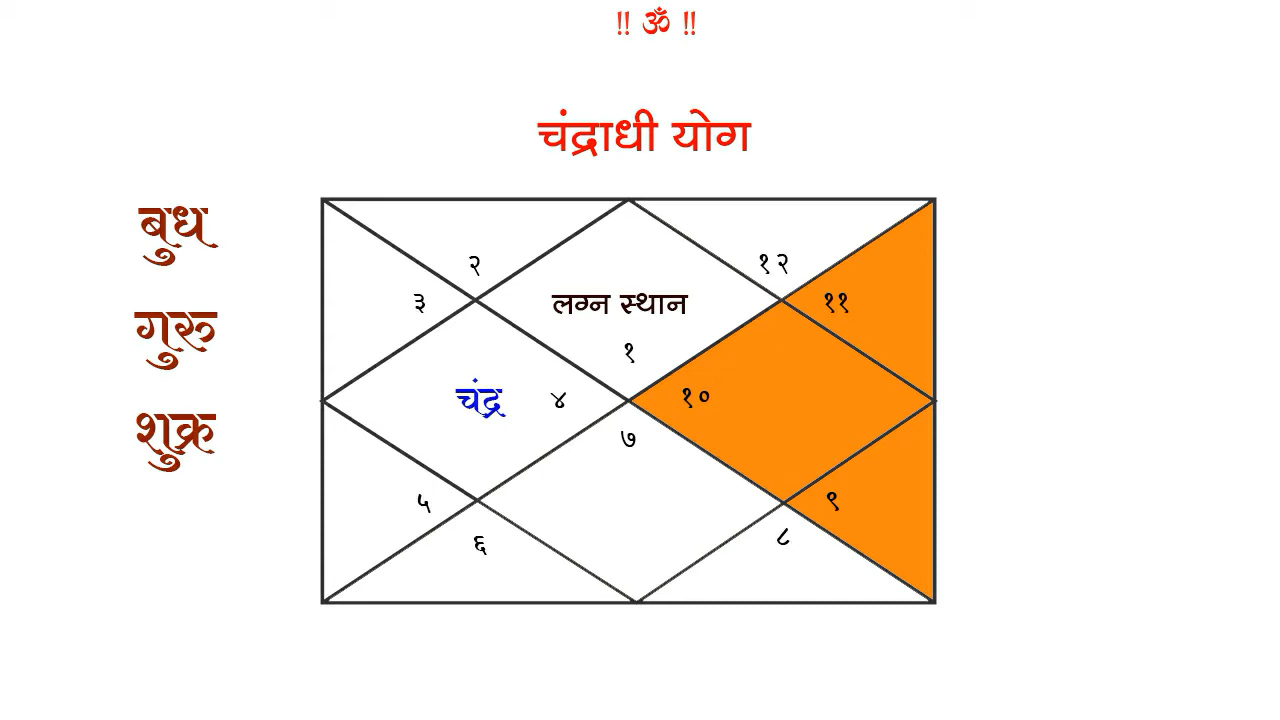 !! ॐ !!
चंद्राधी योग
बुध
गुरु
शुक्र
२
१२
३
लग्न स्थान
११
१
चंद्र ४
१०
७
५
९
६
८